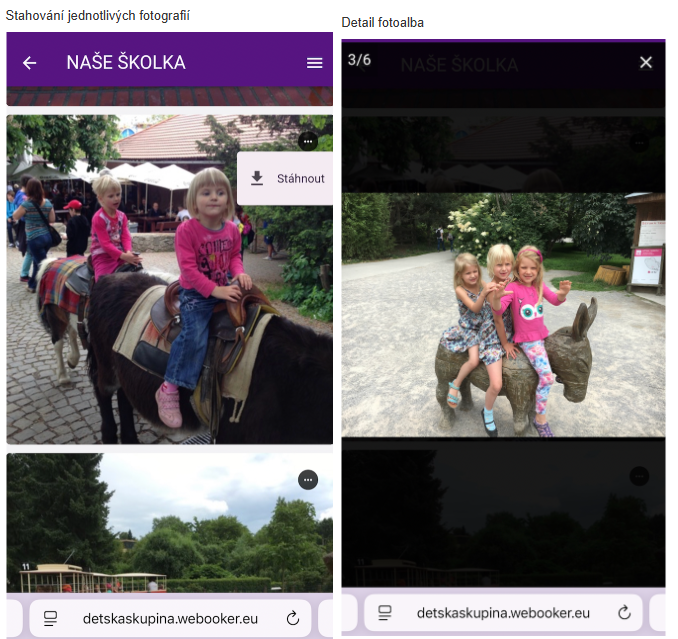 Stahování jednotlivých fotografií
NAŠE ŠKOLKA
Stáhnout
detskaskupina.webooker.eu
Detail fotoalba
3/6
NAŠE ŠKOLKA
detskaskupina.webooker.eu